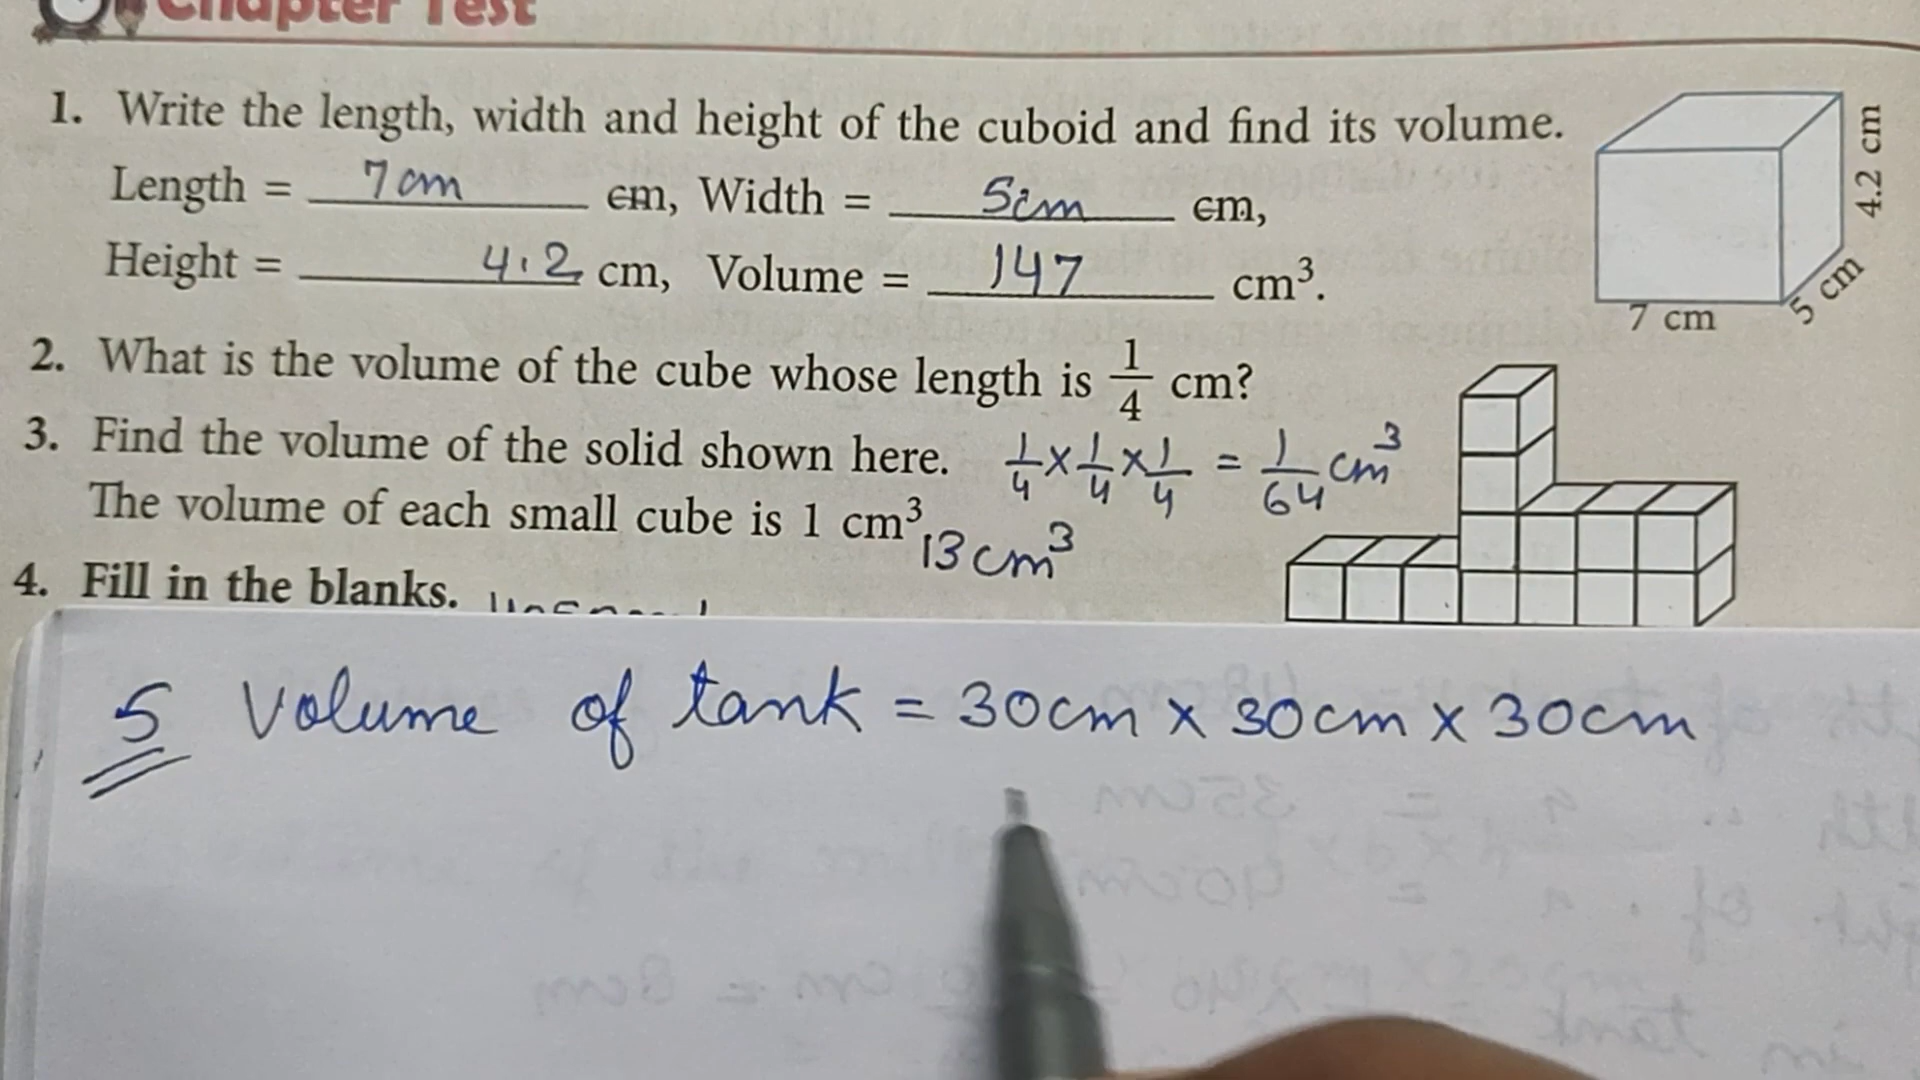 Chapter Test
1. Write the length, width and height of the cuboid and find its volume.
Length = 7cm cm, Width = 5cm cm,
Height = 4.2 cm, Volume = 147 cm³.
4.2 cm
5 cm
7 cm
2. What is the volume of the cube whose length is 1/4 cm?
3. Find the volume of the solid shown here. 1/4 × 1/4 × 1/4 = 1/64 cm³
The volume of each small cube is 1 cm³. 13cm³
4. Fill in the blanks.
5 Volume of tank = 30cm × 30cm × 30cm